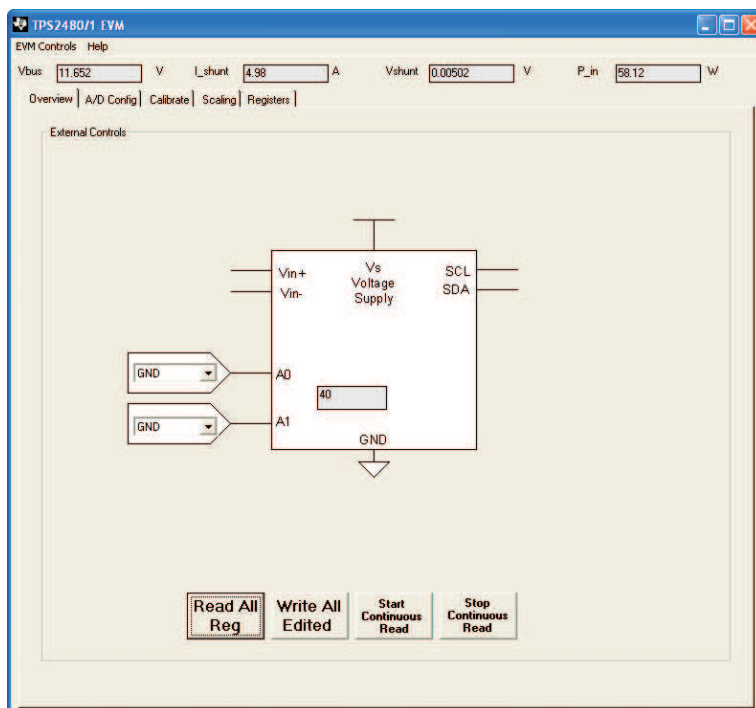 TPS2480/1 EVM
EVM Controls Help
Vbus 11.652 V I_shunt 4.98 A Vshunt 0.00502 V P_in 58.12 W
Overview A/D Config Calibrate Scaling Registers
External Controls
Vin+
Vin-
Vs
Voltage
Supply
SCL
SDA
GND
A0
40
GND
A1
GND
Read All
Reg
Write All
Edited
Start
Continuous
Read
Stop
Continuous
Read